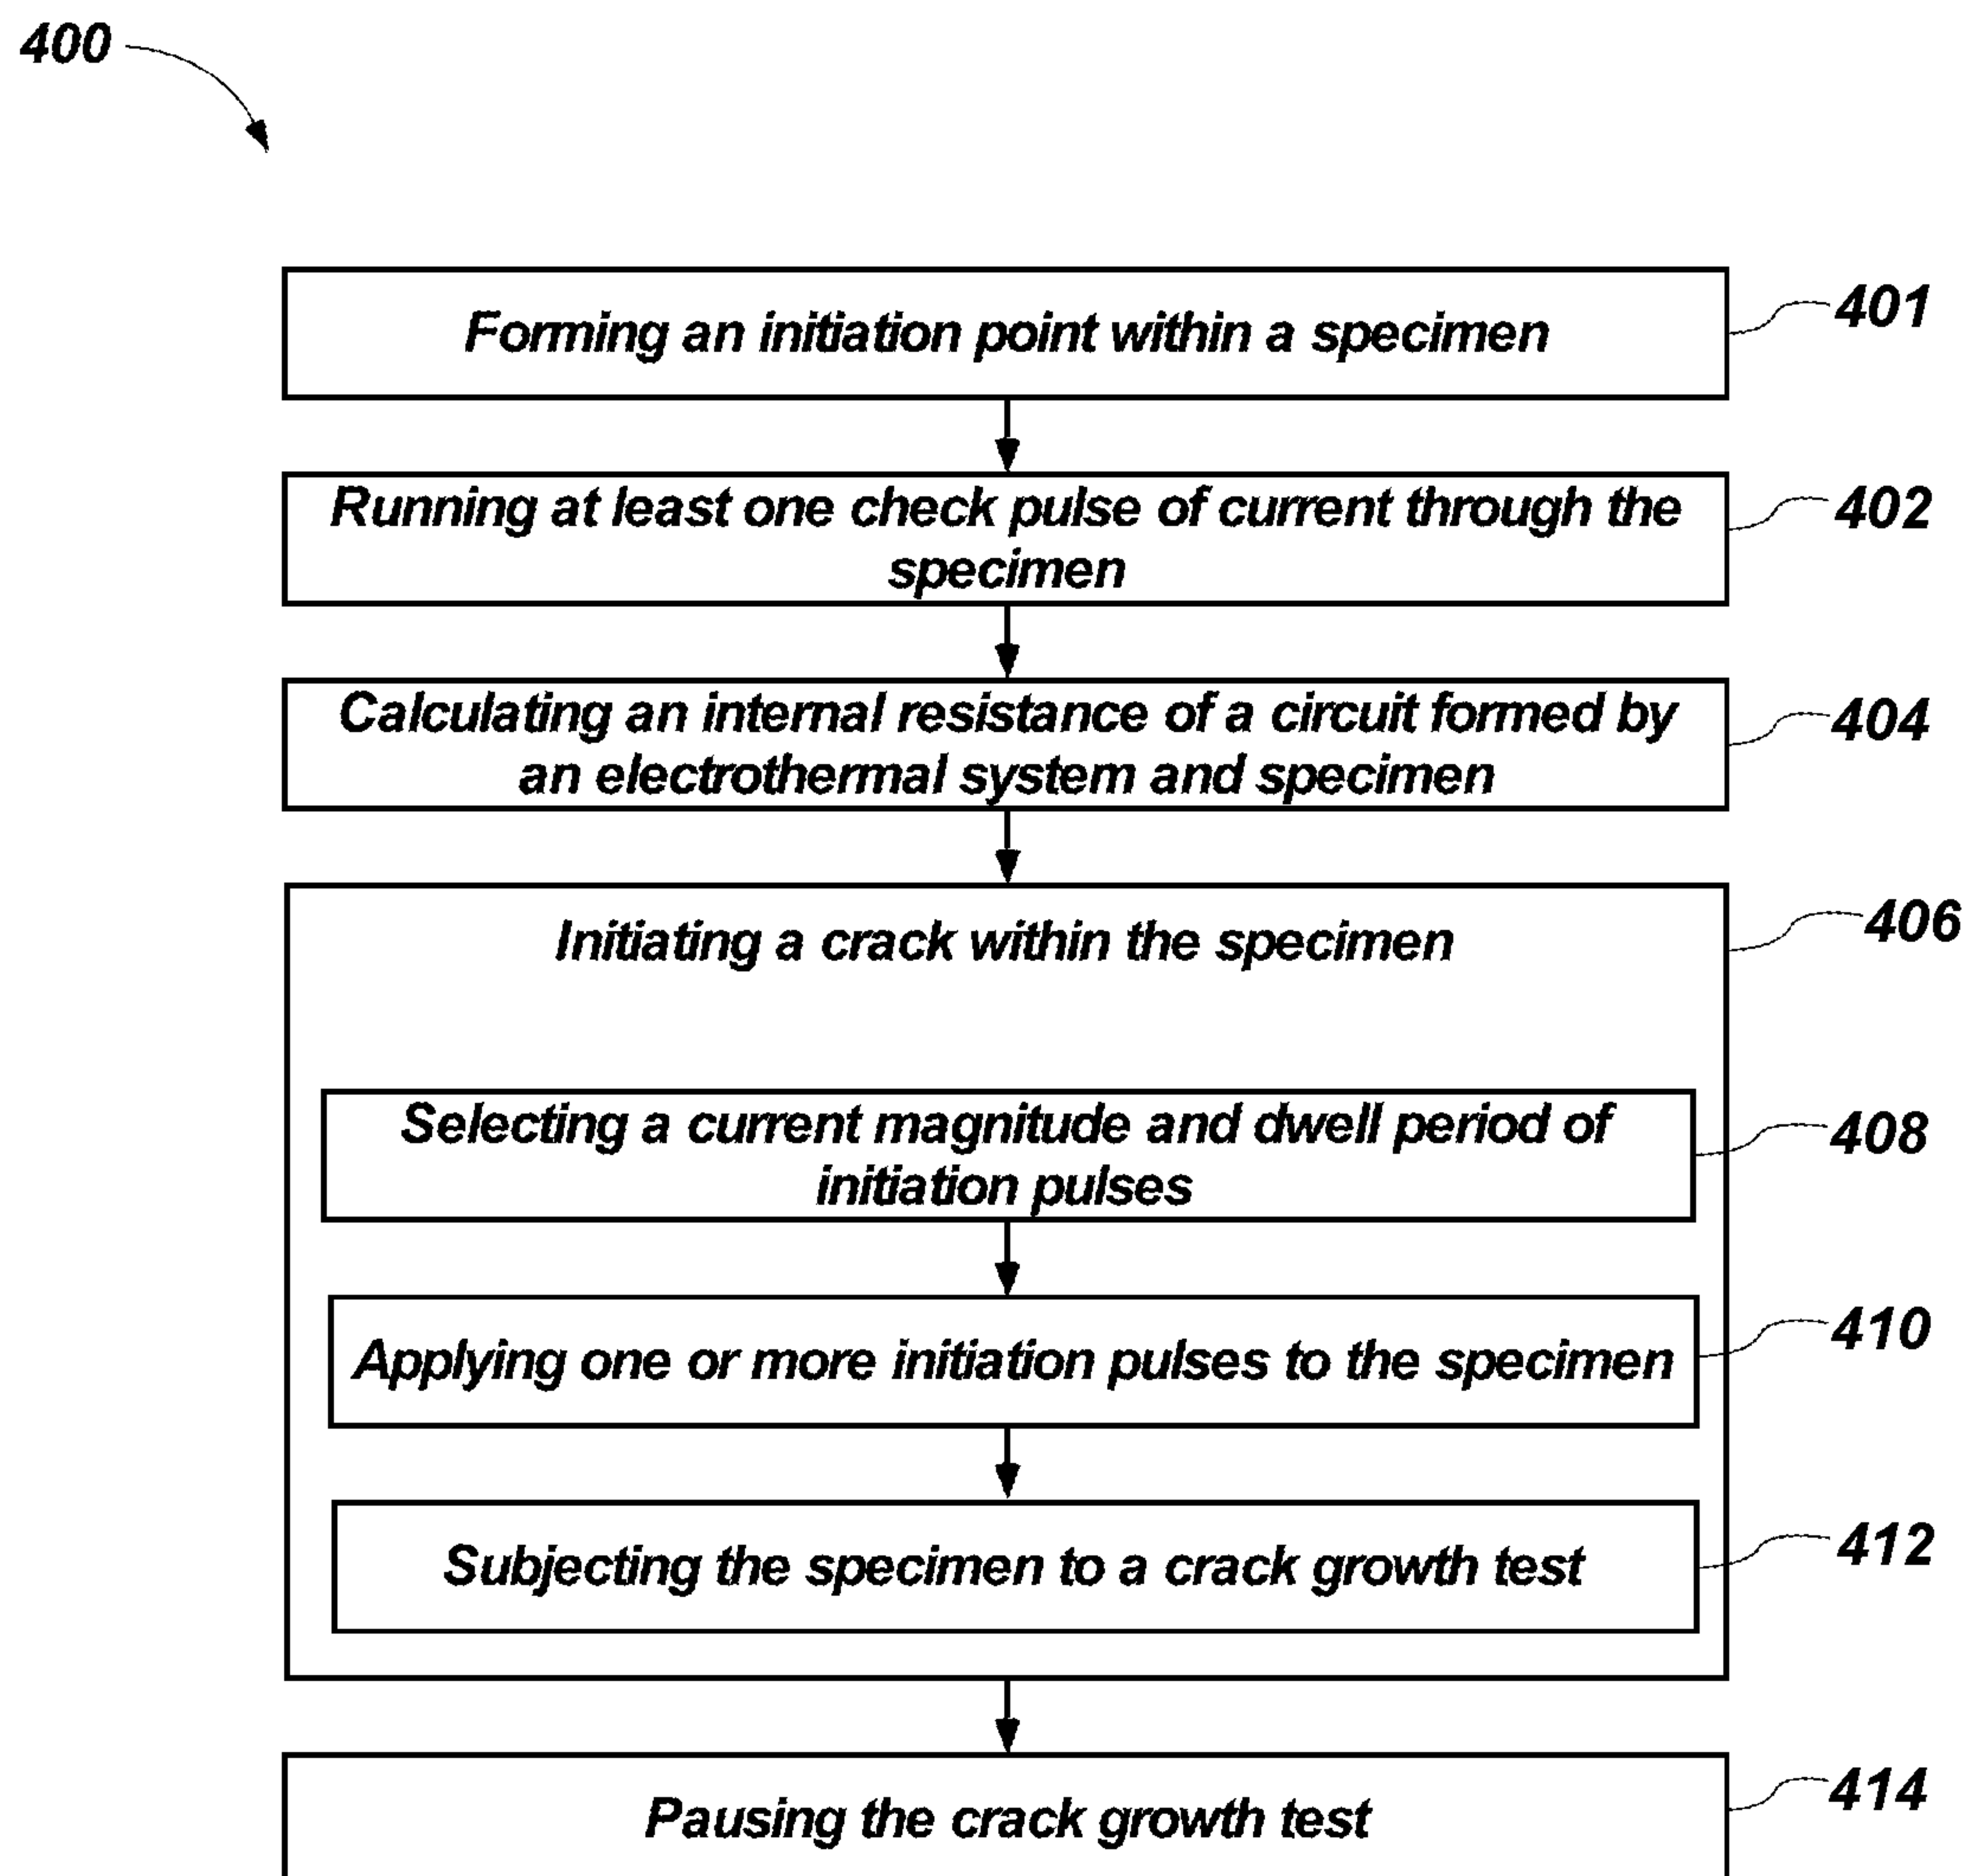 400
Forming an initiation point within a specimen
401
Running at least one check pulse of current through the
specimen
402
Calculating an internal resistance of a circuit formed by
an electrothermal system and specimen
404
Initiating a crack within the specimen
406
Selecting a current magnitude and dwell period of
initiation pulses
408
Applying one or more initiation pulses to the specimen
410
Subjecting the specimen to a crack growth test
412
Pausing the crack growth test
414